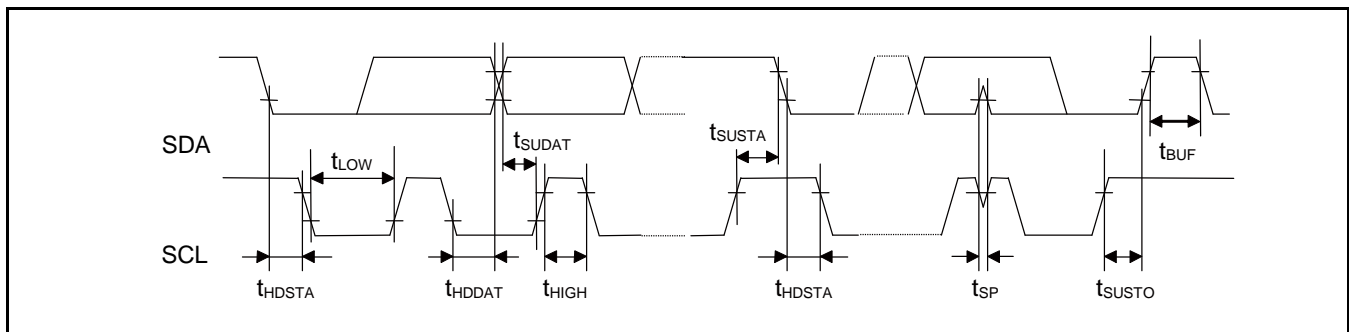 SDA
tSUSTA
tSUDAT
tBUF
tLOW
SCL
tHDSTA
tHDDAT
tHIGH
tHDSTA
tSP
tSUSTO